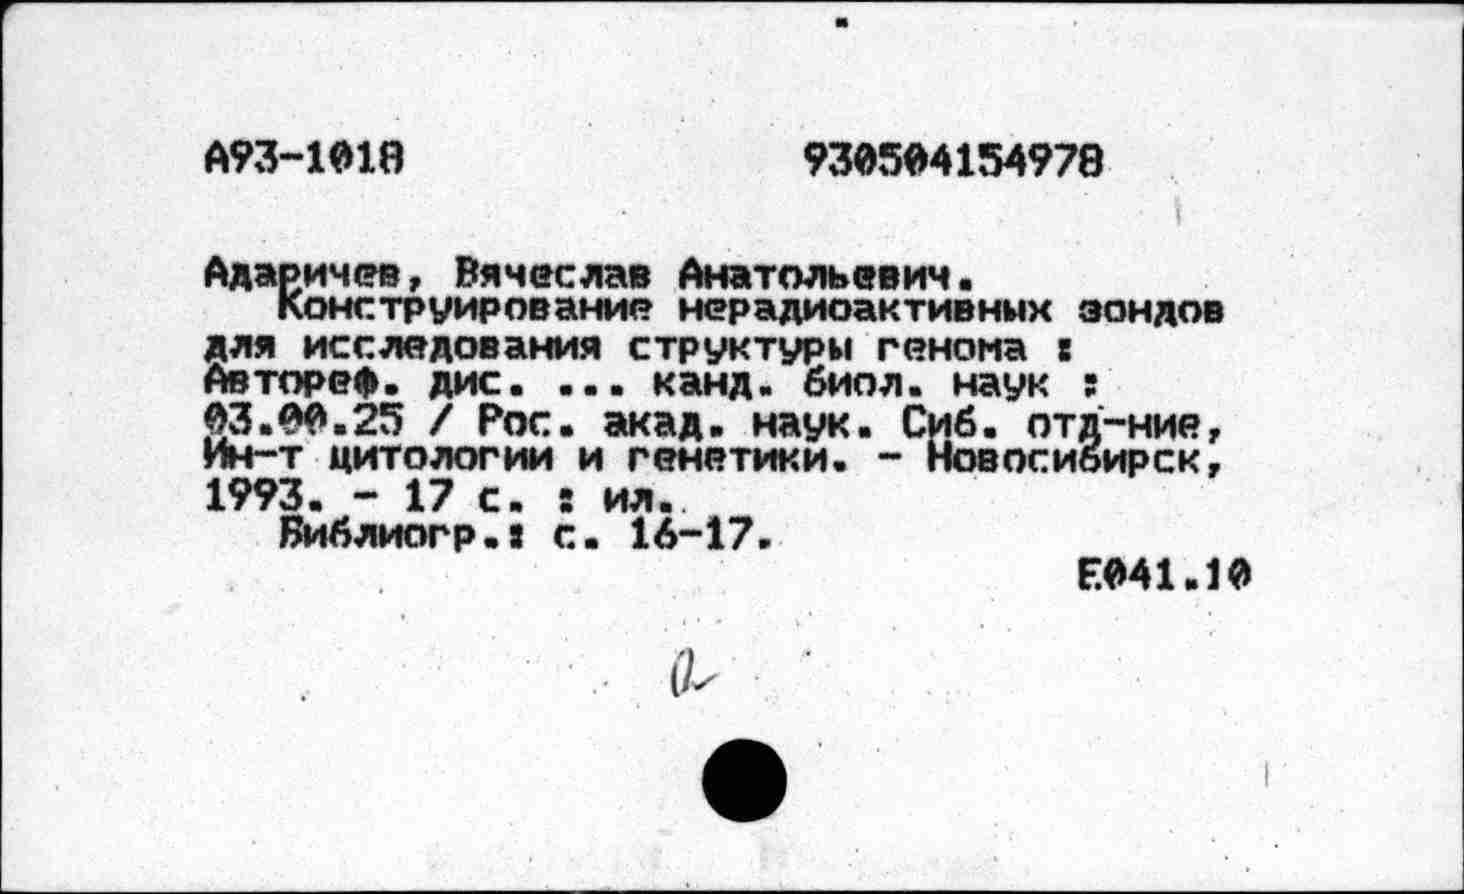 А93-1018 930504154978
Адаричев, Вячеслав Анатольевич.
Конструирование нерадиоактивных зондов
для исследования структуры генома :
Автореф. дис. ... канд. биол. наук :
03.00.25 / Рос. акад. наук. Сиб. отд-ние,
Ин-т цитологии и генетики. - Новосибирск,
1993. - 17 с. : ил.
Библиогр.: с. 16-17.
Е041.10